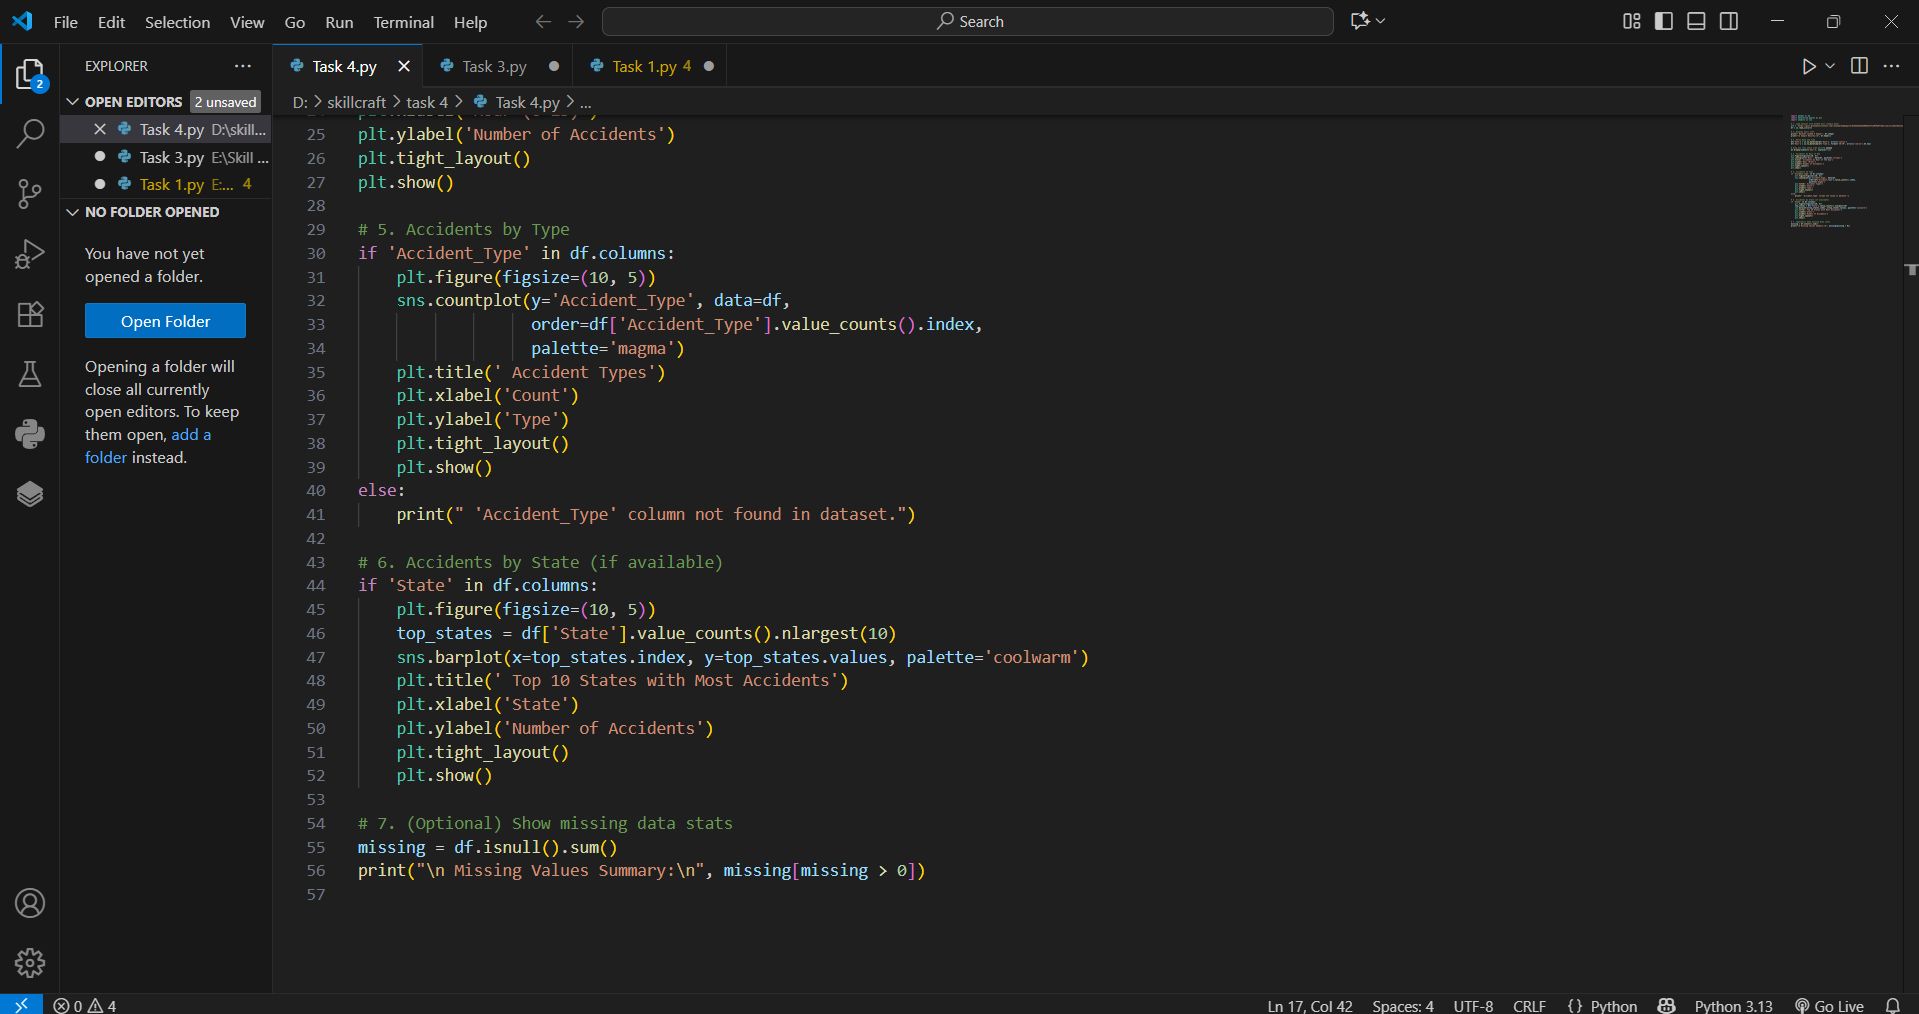 File Edit Selection View Go Run Terminal Help
Search
EXPLORER
OPEN EDITORS 2 unsaved
Task 4.py D:\skill...
Task 3.py E:\Skill ...
Task 1.py E:... 4
NO FOLDER OPENED
You have not yet
opened a folder.
Open Folder
Opening a folder will
close all currently
open editors. To keep
them open, add a
folder instead.
2
Task 4.py
Task 3.py
Task 1.py 4
D: > skillcraft > task 4 > Task 4.py > ...
25 plt.ylabel('Number of Accidents')
26 plt.tight_layout()
27 plt.show()
28
29 # 5. Accidents by Type
30 if 'Accident_Type' in df.columns:
31     plt.figure(figsize=(10, 5))
32     sns.countplot(y='Accident_Type', data=df,
33                   order=df['Accident_Type'].value_counts().index,
34                   palette='magma')
35     plt.title(' Accident Types')
36     plt.xlabel('Count')
37     plt.ylabel('Type')
38     plt.tight_layout()
39     plt.show()
40 else:
41     print(" 'Accident_Type' column not found in dataset.")
42
43 # 6. Accidents by State (if available)
44 if 'State' in df.columns:
45     plt.figure(figsize=(10, 5))
46     top_states = df['State'].value_counts().nlargest(10)
47     sns.barplot(x=top_states.index, y=top_states.values, palette='coolwarm')
48     plt.title(' Top 10 States with Most Accidents')
49     plt.xlabel('State')
50     plt.ylabel('Number of Accidents')
51     plt.tight_layout()
52     plt.show()
53
54 # 7. (Optional) Show missing data stats
55 missing = df.isnull().sum()
56 print("\n Missing Values Summary:\n", missing[missing > 0])
57
0 4
Ln 17, Col 42 Spaces: 4 UTF-8 CRLF {} Python Python 3.13 Go Live